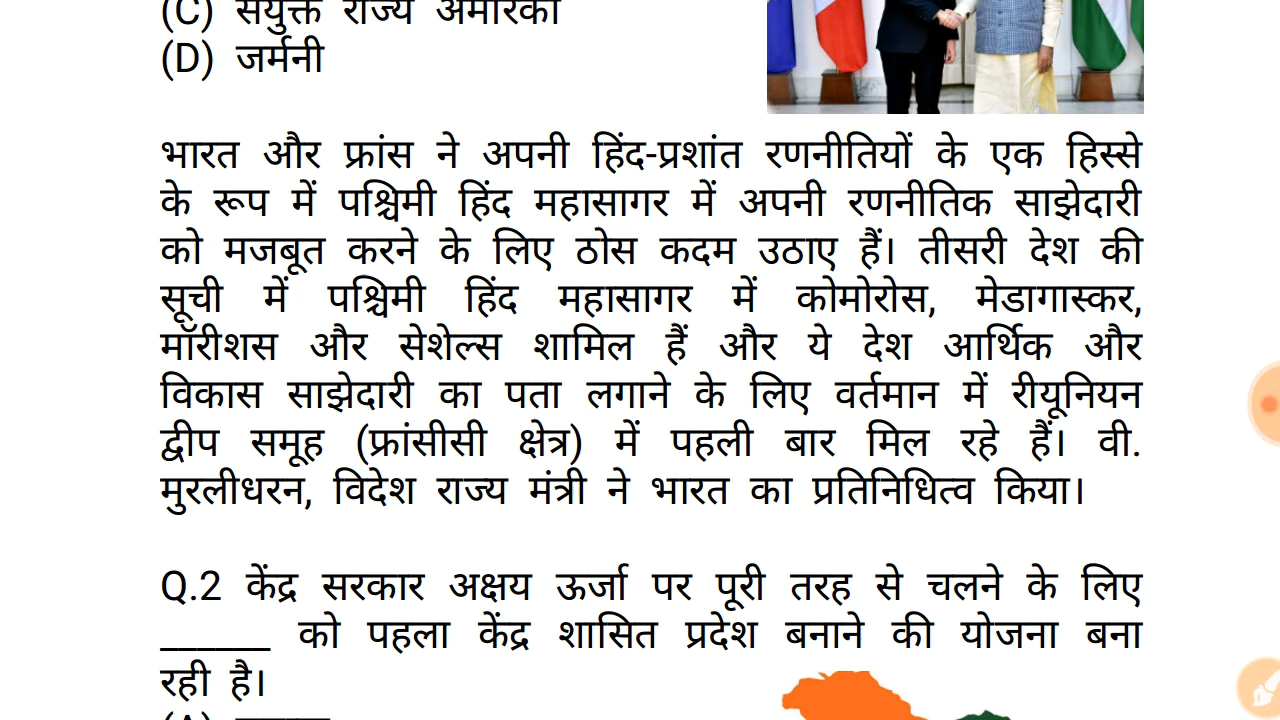 (C) संयुक्त राज्य अमेरिका
(D) जर्मनी
भारत और फ्रांस ने अपनी हिंद-प्रशांत रणनीतियों के एक हिस्से
के रूप में पश्चिमी हिंद महासागर में अपनी रणनीतिक साझेदारी
को मजबूत करने के लिए ठोस कदम उठाए हैं। तीसरी देश की
सूची में पश्चिमी हिंद महासागर में कोमोरोस, मेडागास्कर,
मॉरीशस और सेशेल्स शामिल हैं और ये देश आर्थिक और
विकास साझेदारी का पता लगाने के लिए वर्तमान में रीयूनियन
द्वीप समूह (फ्रांसीसी क्षेत्र) में पहली बार मिल रहे हैं। वी.
मुरलीधरन, विदेश राज्य मंत्री ने भारत का प्रतिनिधित्व किया।
Q.2 केंद्र सरकार अक्षय ऊर्जा पर पूरी तरह से चलने के लिए
______ को पहला केंद्र शासित प्रदेश बनाने की योजना बना
रही है।
(A)